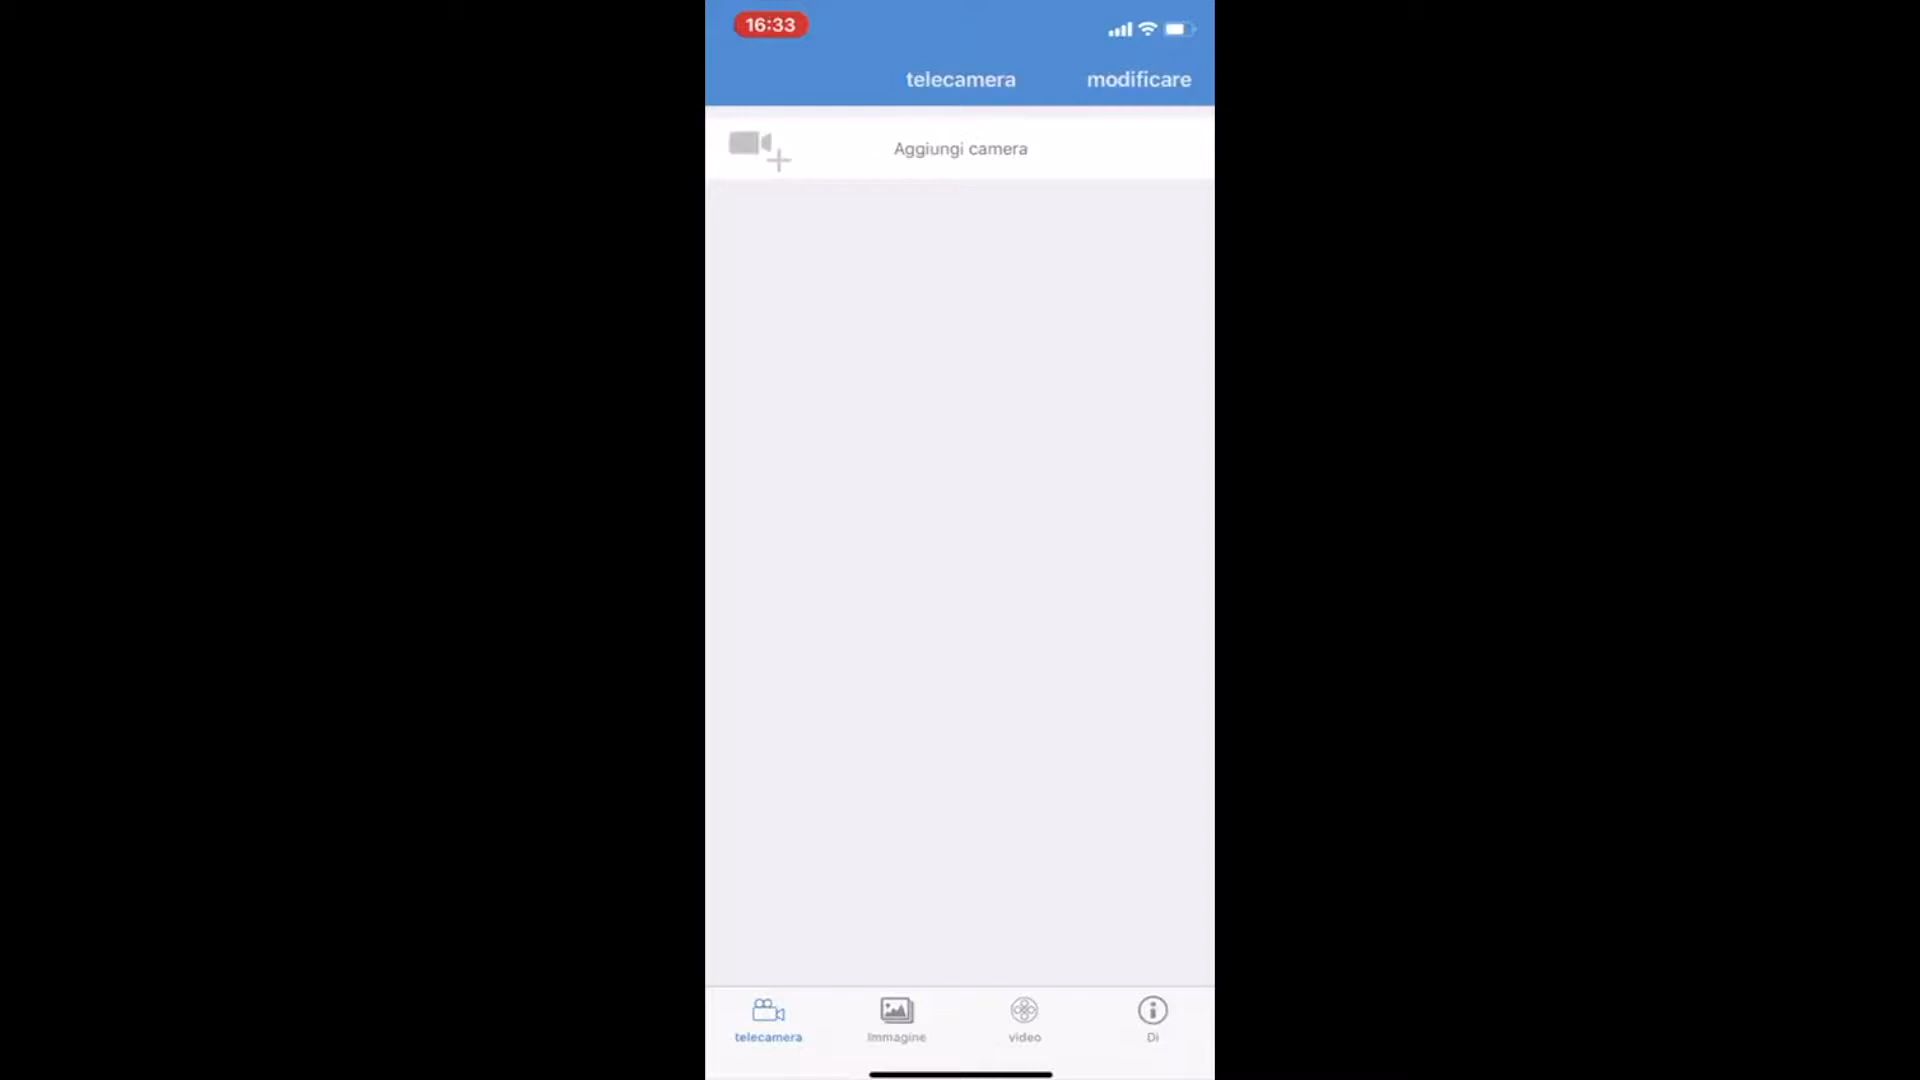 16:33
telecamera
modificare
Aggiungi camera
telecamera
Immagine
video
Di